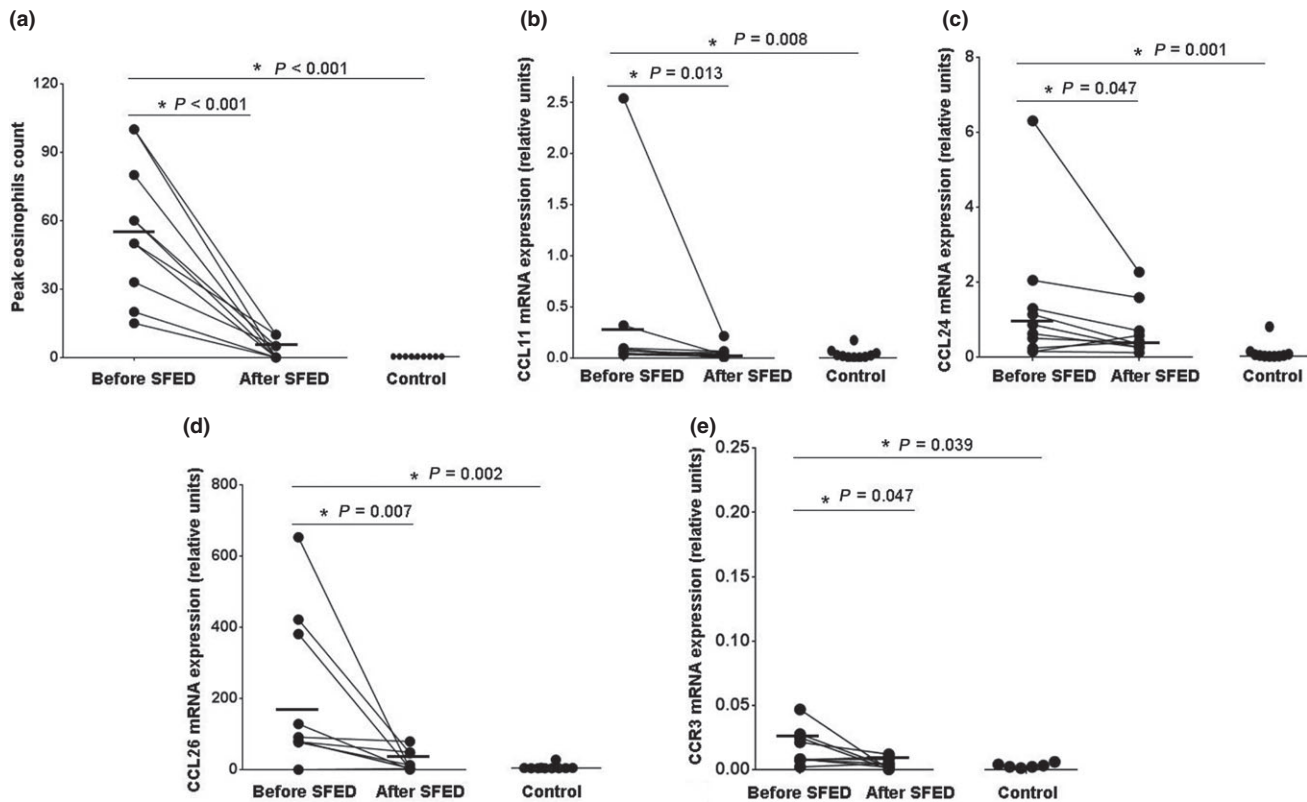 (a)
* P < 0.001
* P < 0.001
120
90
60
30
0
Peak eosinophils count
Before SFED After SFED Control
(b)
* P = 0.008
* P = 0.013
2.5
2.0
1.5
1.0
0.5
0.0
CCL11 mRNA expression (relative units)
Before SFED After SFED Control
(c)
* P = 0.001
* P = 0.047
8
6
4
2
0
CCL24 mRNA expression (relative units)
Before SFED After SFED Control
(d)
* P = 0.002
* P = 0.007
800
600
400
200
0
CCL26 mRNA expression (relative units)
Before SFED After SFED Control
(e)
* P = 0.039
* P = 0.047
0.25
0.20
0.15
0.10
0.05
0.00
CCR3 mRNA expression (relative units)
Before SFED After SFED Control